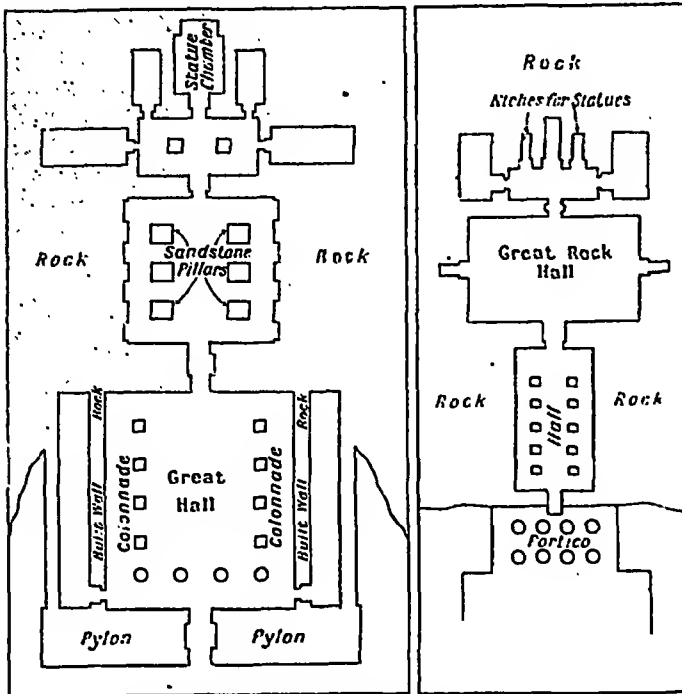 Statue
Chamber
Rock
Sandstone
Pillars
Rock
Rock
Built Wall
Colonnade
Great
Hall
Colonnade
Rock
Built Wall
Pylon
Pylon
Rock
Niches for Statues
Great Rock
Hall
Rock
Hall
Rock
Portico